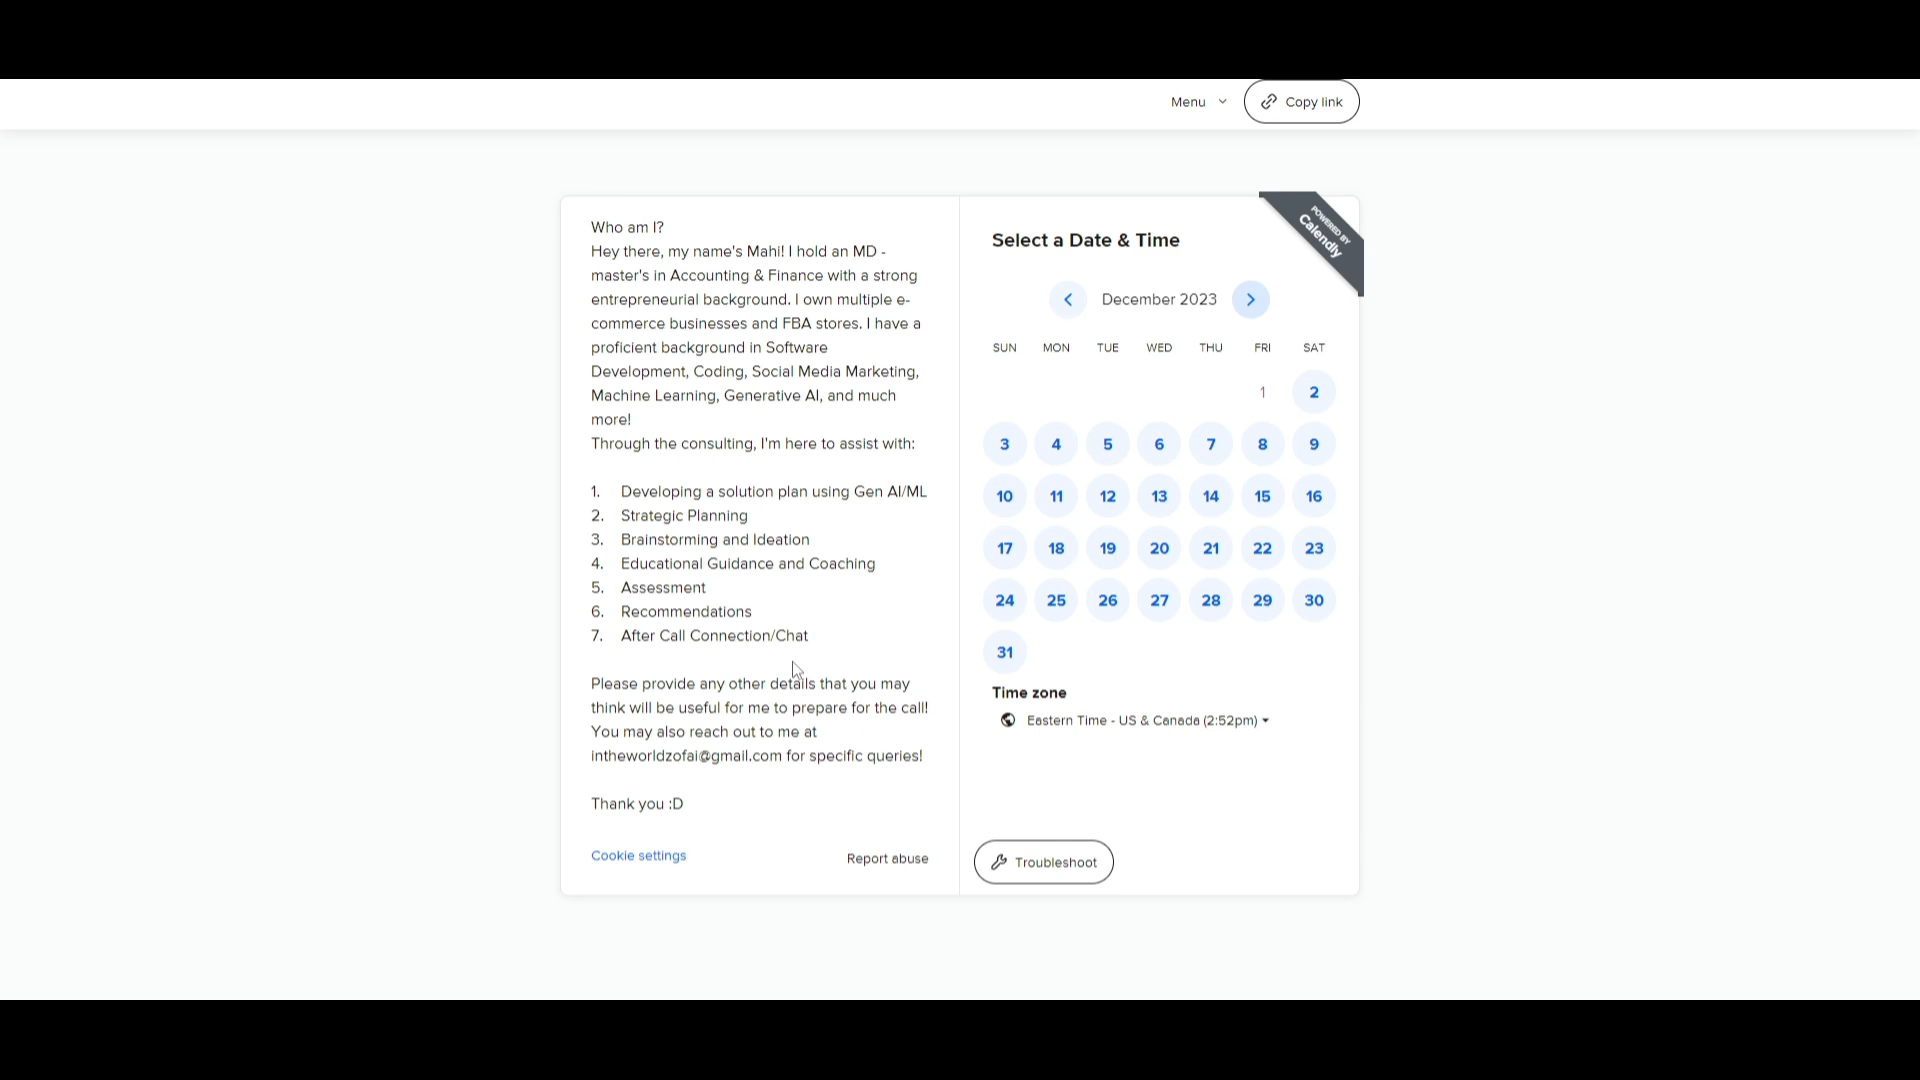 Menu
Copy link
Who am I?
Hey there, my name's Mahi! I hold an MD -
master's in Accounting & Finance with a strong
entrepreneurial background. I own multiple e-
commerce businesses and FBA stores. I have a
proficient background in Software
Development, Coding, Social Media Marketing,
Machine Learning, Generative AI, and much
more!
Through the consulting, I'm here to assist with:
1. Developing a solution plan using Gen AI/ML
2. Strategic Planning
3. Brainstorming and Ideation
4. Educational Guidance and Coaching
5. Assessment
6. Recommendations
7. After Call Connection/Chat
Please provide any other details that you may
think will be useful for me to prepare for the call!
You may also reach out to me at
intheworldzofai@gmail.com for specific queries!
Thank you :D
Cookie settings
Report abuse
POWERED BY
Calendly
Select a Date & Time
December 2023
SUN MON TUE WED THU FRI SAT
1 2
3 4 5 6 7 8 9
10 11 12 13 14 15 16
17 18 19 20 21 22 23
24 25 26 27 28 29 30
31
Time zone
Eastern Time - US & Canada (2:52pm)
Troubleshoot